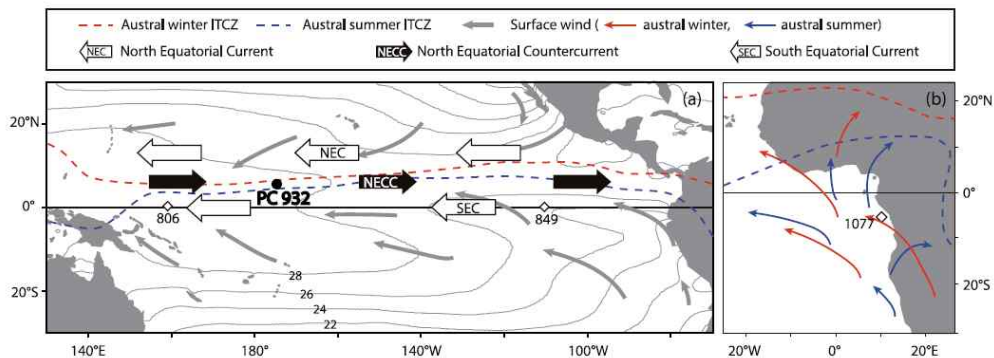 Austral winter ITCZ Austral summer ITCZ Surface wind ( austral winter, austral summer)
NEC North Equatorial Current NECC North Equatorial Countercurrent SEC South Equatorial Current
(a) (b)
20°N 20°N
NEC
NECC
PC 932
0° 806 SEC 849 0°
1077
28
20°S 26 20°S
24
22
140°E 180° 140°W 100°W 20°W 0° 20°E